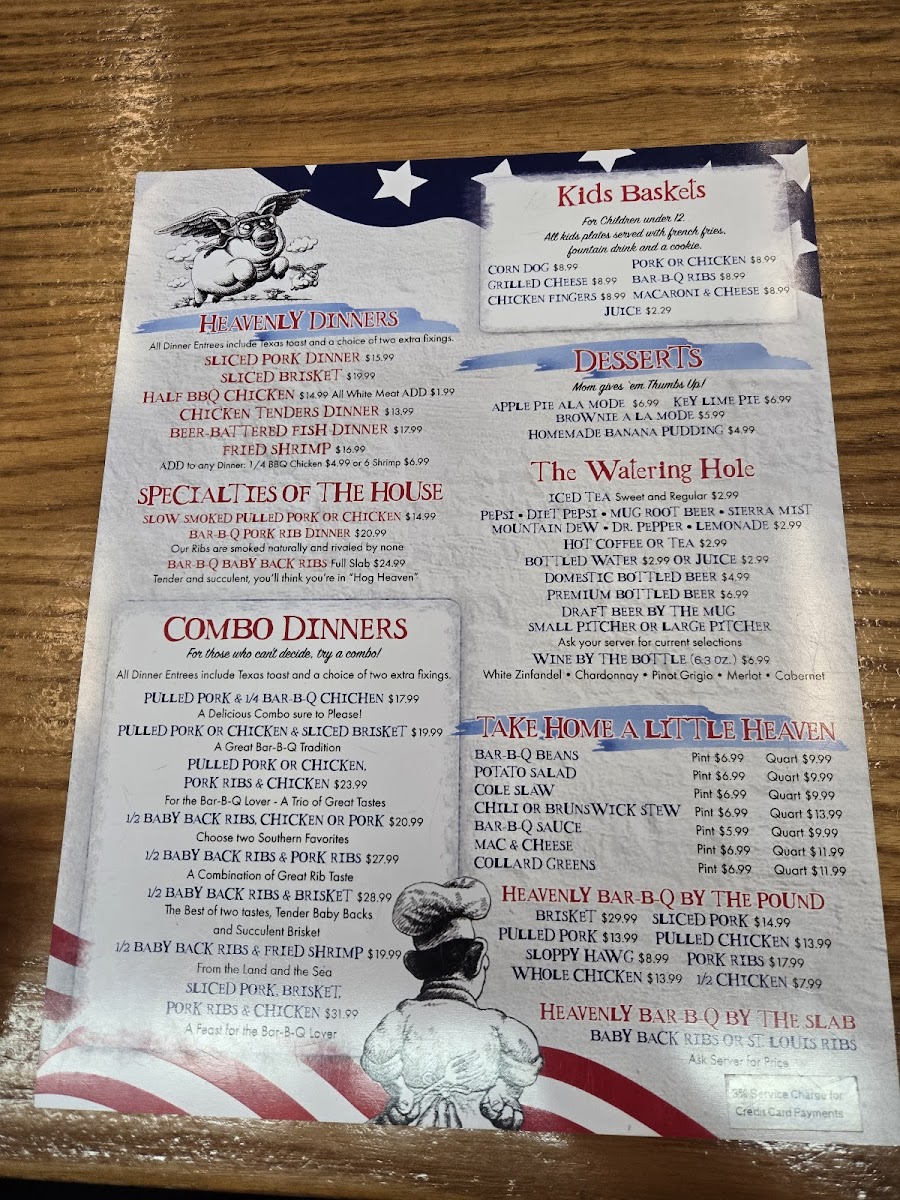 HEAVENLY DINNERS
All Dinner Entrees include Texas toast and a choice of two extra fixings.
SLICED PORK DINNER $15.99
SLICED BRISKET $19.99
HALF BBQ CHICKEN $14.99 All White Meat ADD $1.99
CHICKEN TENDERS DINNER $13.99
BEER-BATTERED FISH DINNER $17.99
FRIED SHRIMP $16.99
ADD to any Dinner: 1/4 BBQ Chicken $4.99 or 6 Shrimp $6.99
SPECIALTIES OF THE HOUSE
SLOW SMOKED PULLED PORK OR CHICKEN $14.99
BAR-B-Q PORK RIB DINNER $20.99
Our Ribs are smoked naturally and rivaled by none
BAR-B-Q BABY BACK RIBS Full Slab $24.99
Tender and succulent, you'll think you're in "Hog Heaven"
COMBO DINNERS
For those who can't decide, try a combo!
All Dinner Entrees include Texas toast and a choice of two extra fixings.
PULLED PORK & 1/4 BAR-B-Q CHICHEN $17.99
A Delicious Combo sure to Please!
PULLED PORK OR CHICKEN & SLICED BRISKET $19.99
A Great Bar-B-Q Tradition
PULLED PORK OR CHICKEN,
PORK RIBS & CHICKEN $23.99
For the Bar-B-Q Lover - A Trio of Great Tastes
1/2 BABY BACK RIBS, CHICKEN OR PORK $20.99
Choose two Southern Favorites
1/2 BABY BACK RIBS & PORK RIBS $27.99
A Combination of Great Rib Taste
1/2 BABY BACK RIBS & BRISKET $28.99
The Best of two tastes, Tender Baby Backs
and Succulent Brisket
1/2 BABY BACK RIBS & FRIED SHRIMP $19.99
From the Land and the Sea
SLICED PORK, BRISKET,
PORK RIBS & CHICKEN $31.99
A Feast for the Bar-B-Q Lover
Kids Baskets
For Children under 12.
All kids plates served with french fries,
fountain drink and a cookie.
CORN DOG $8.99 PORK OR CHICKEN $8.99
GRILLED CHEESE $8.99 BAR-B-Q RIBS $8.99
CHICKEN FINGERS $8.99 MACARONI & CHEESE $8.99
JUICE $2.29
DESSERTS
Mom gives 'em Thumbs Up!
APPLE PIE ALA MODE $6.99 KEY LIME PIE $6.99
BROWNIE A LA MODE $5.99
HOMEMADE BANANA PUDDING $4.99
The Watering Hole
ICED TEA Sweet and Regular $2.99
PEPSI • DIET PEPSI • MUG ROOT BEER • SIERRA MIST
MOUNTAIN DEW • DR. PEPPER • LEMONADE $2.99
HOT COFFEE OR TEA $2.99
BOTTLED WATER $2.99 OR JUICE $2.99
DOMESTIC BOTTLED BEER $4.99
PREMIUM BOTTLED BEER $6.99
DRAFT BEER BY THE MUG
SMALL PITCHER OR LARGE PITCHER
Ask your server for current selections
WINE BY THE BOTTLE (6.3 OZ.) $6.99
White Zinfandel • Chardonnay • Pinot Grigio • Merlot • Cabernet
TAKE HOME A LITTLE HEAVEN
BAR-B-Q BEANS Pint $6.99 Quart $9.99
POTATO SALAD Pint $6.99 Quart $9.99
COLE SLAW Pint $6.99 Quart $9.99
CHILI OR BRUNSWICK STEW Pint $6.99 Quart $13.99
BAR-B-Q SAUCE Pint $5.99 Quart $9.99
MAC & CHEESE Pint $6.99 Quart $11.99
COLLARD GREENS Pint $6.99 Quart $11.99
HEAVENLY BAR-B-Q BY THE POUND
BRISKET $29.99 SLICED PORK $14.99
PULLED PORK $13.99 PULLED CHICKEN $13.99
SLOPPY HAWG $8.99 PORK RIBS $17.99
WHOLE CHICKEN $13.99 1/2 CHICKEN $7.99
HEAVENLY BAR B Q BY THE SLAB
BABY BACK RIBS OR ST. LOUIS RIBS
Ask Server for Price
3% Service Charge for
Credit Card Payments